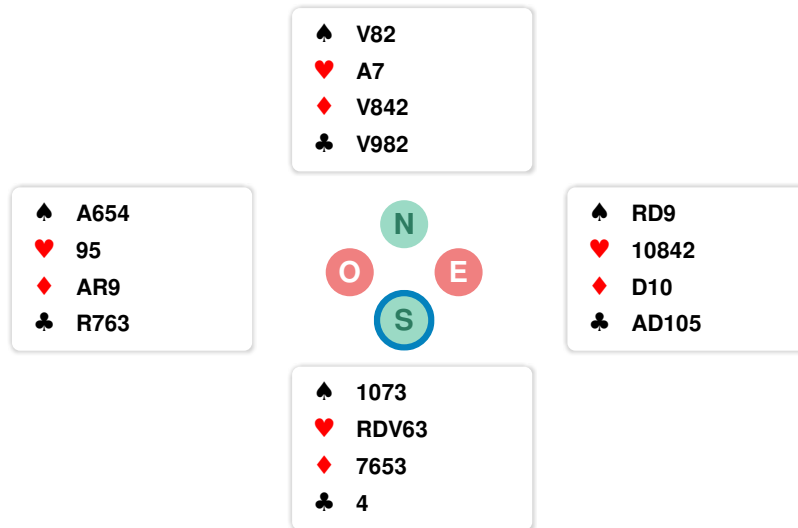 ♠ V82
♥ A7
♦ V842
♣ V982
♠ A654
♥ 95
♦ AR9
♣ R763
N
O E
S
♠ RD9
♥ 10842
♦ D10
♣ AD105
♠ 1073
♥ RDV63
♦ 7653
♣ 4